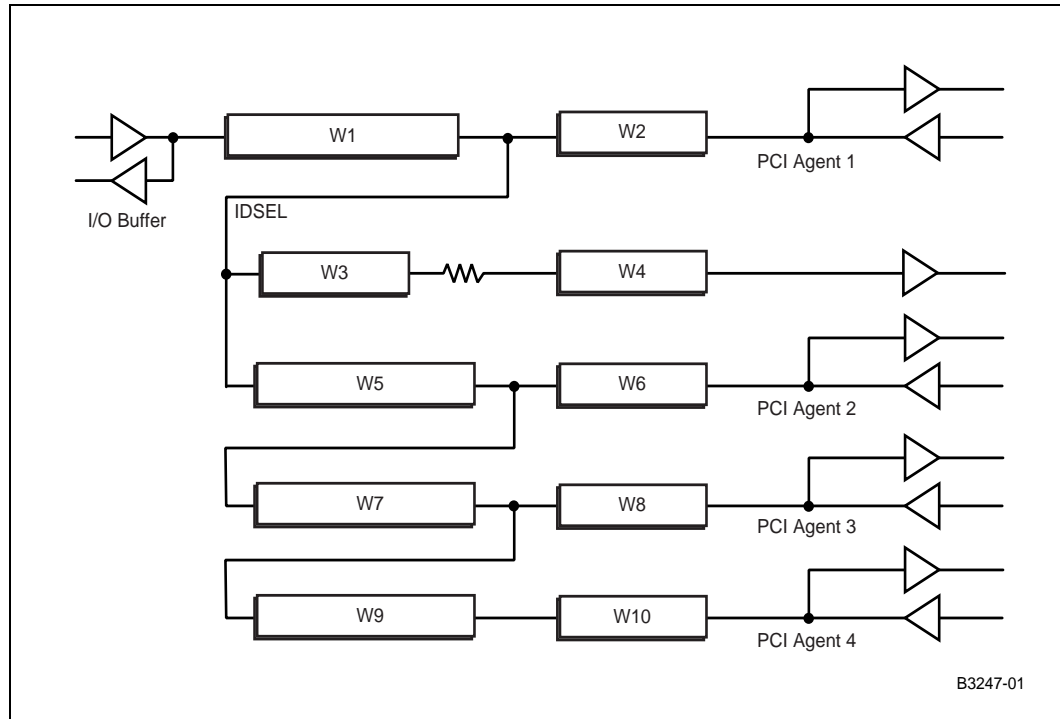 W1
W2
PCI Agent 1
I/O Buffer
IDSEL
W3
W4
W5
W6
PCI Agent 2
W7
W8
PCI Agent 3
W9
W10
PCI Agent 4
B3247-01